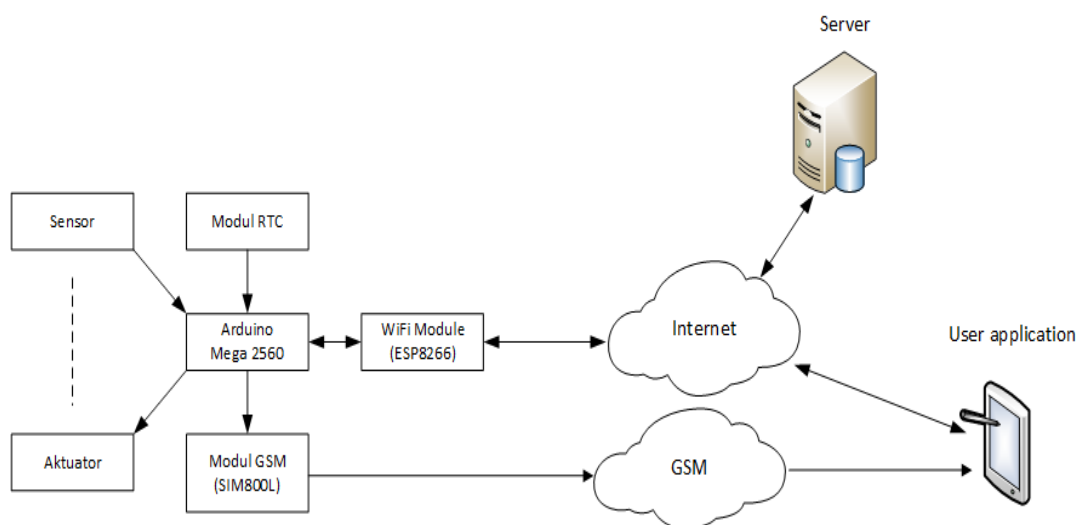 Server
Sensor
Modul RTC
Arduino
Mega 2560
WiFi Module
(ESP8266)
Internet
User application
Aktuator
Modul GSM
(SIM800L)
GSM